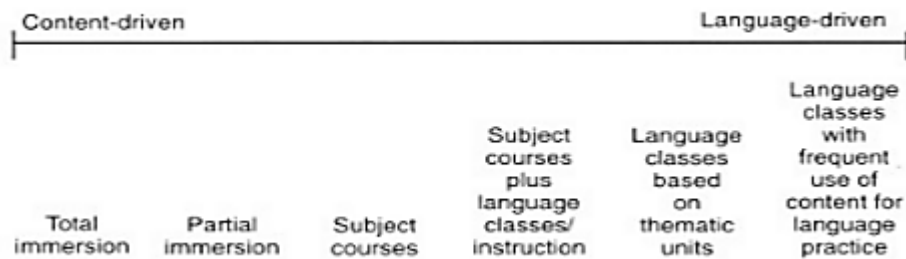 Content-driven
Language-driven
Total
immersion
Partial
immersion
Subject
courses
Subject
courses
plus
language
classes/
instruction
Language
classes
based
on
thematic
units
Language
classes
with
frequent
use of
content for
language
practice